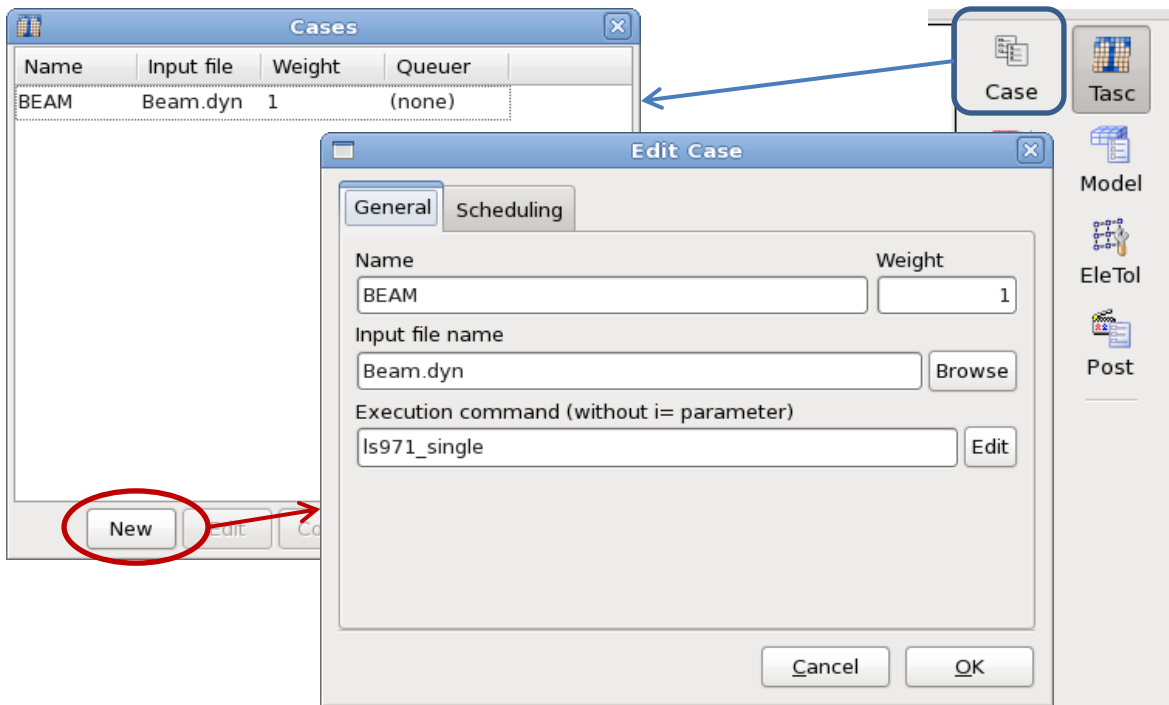 Cases
Name Input file Weight Queuer
BEAM Beam.dyn 1 (none)
New Edit Co
Case
Tasc
Model
EleTol
Post
Edit Case
General Scheduling
Name Weight
BEAM 1
Input file name
Beam.dyn Browse
Execution command (without i= parameter)
ls971_single Edit
Cancel OK